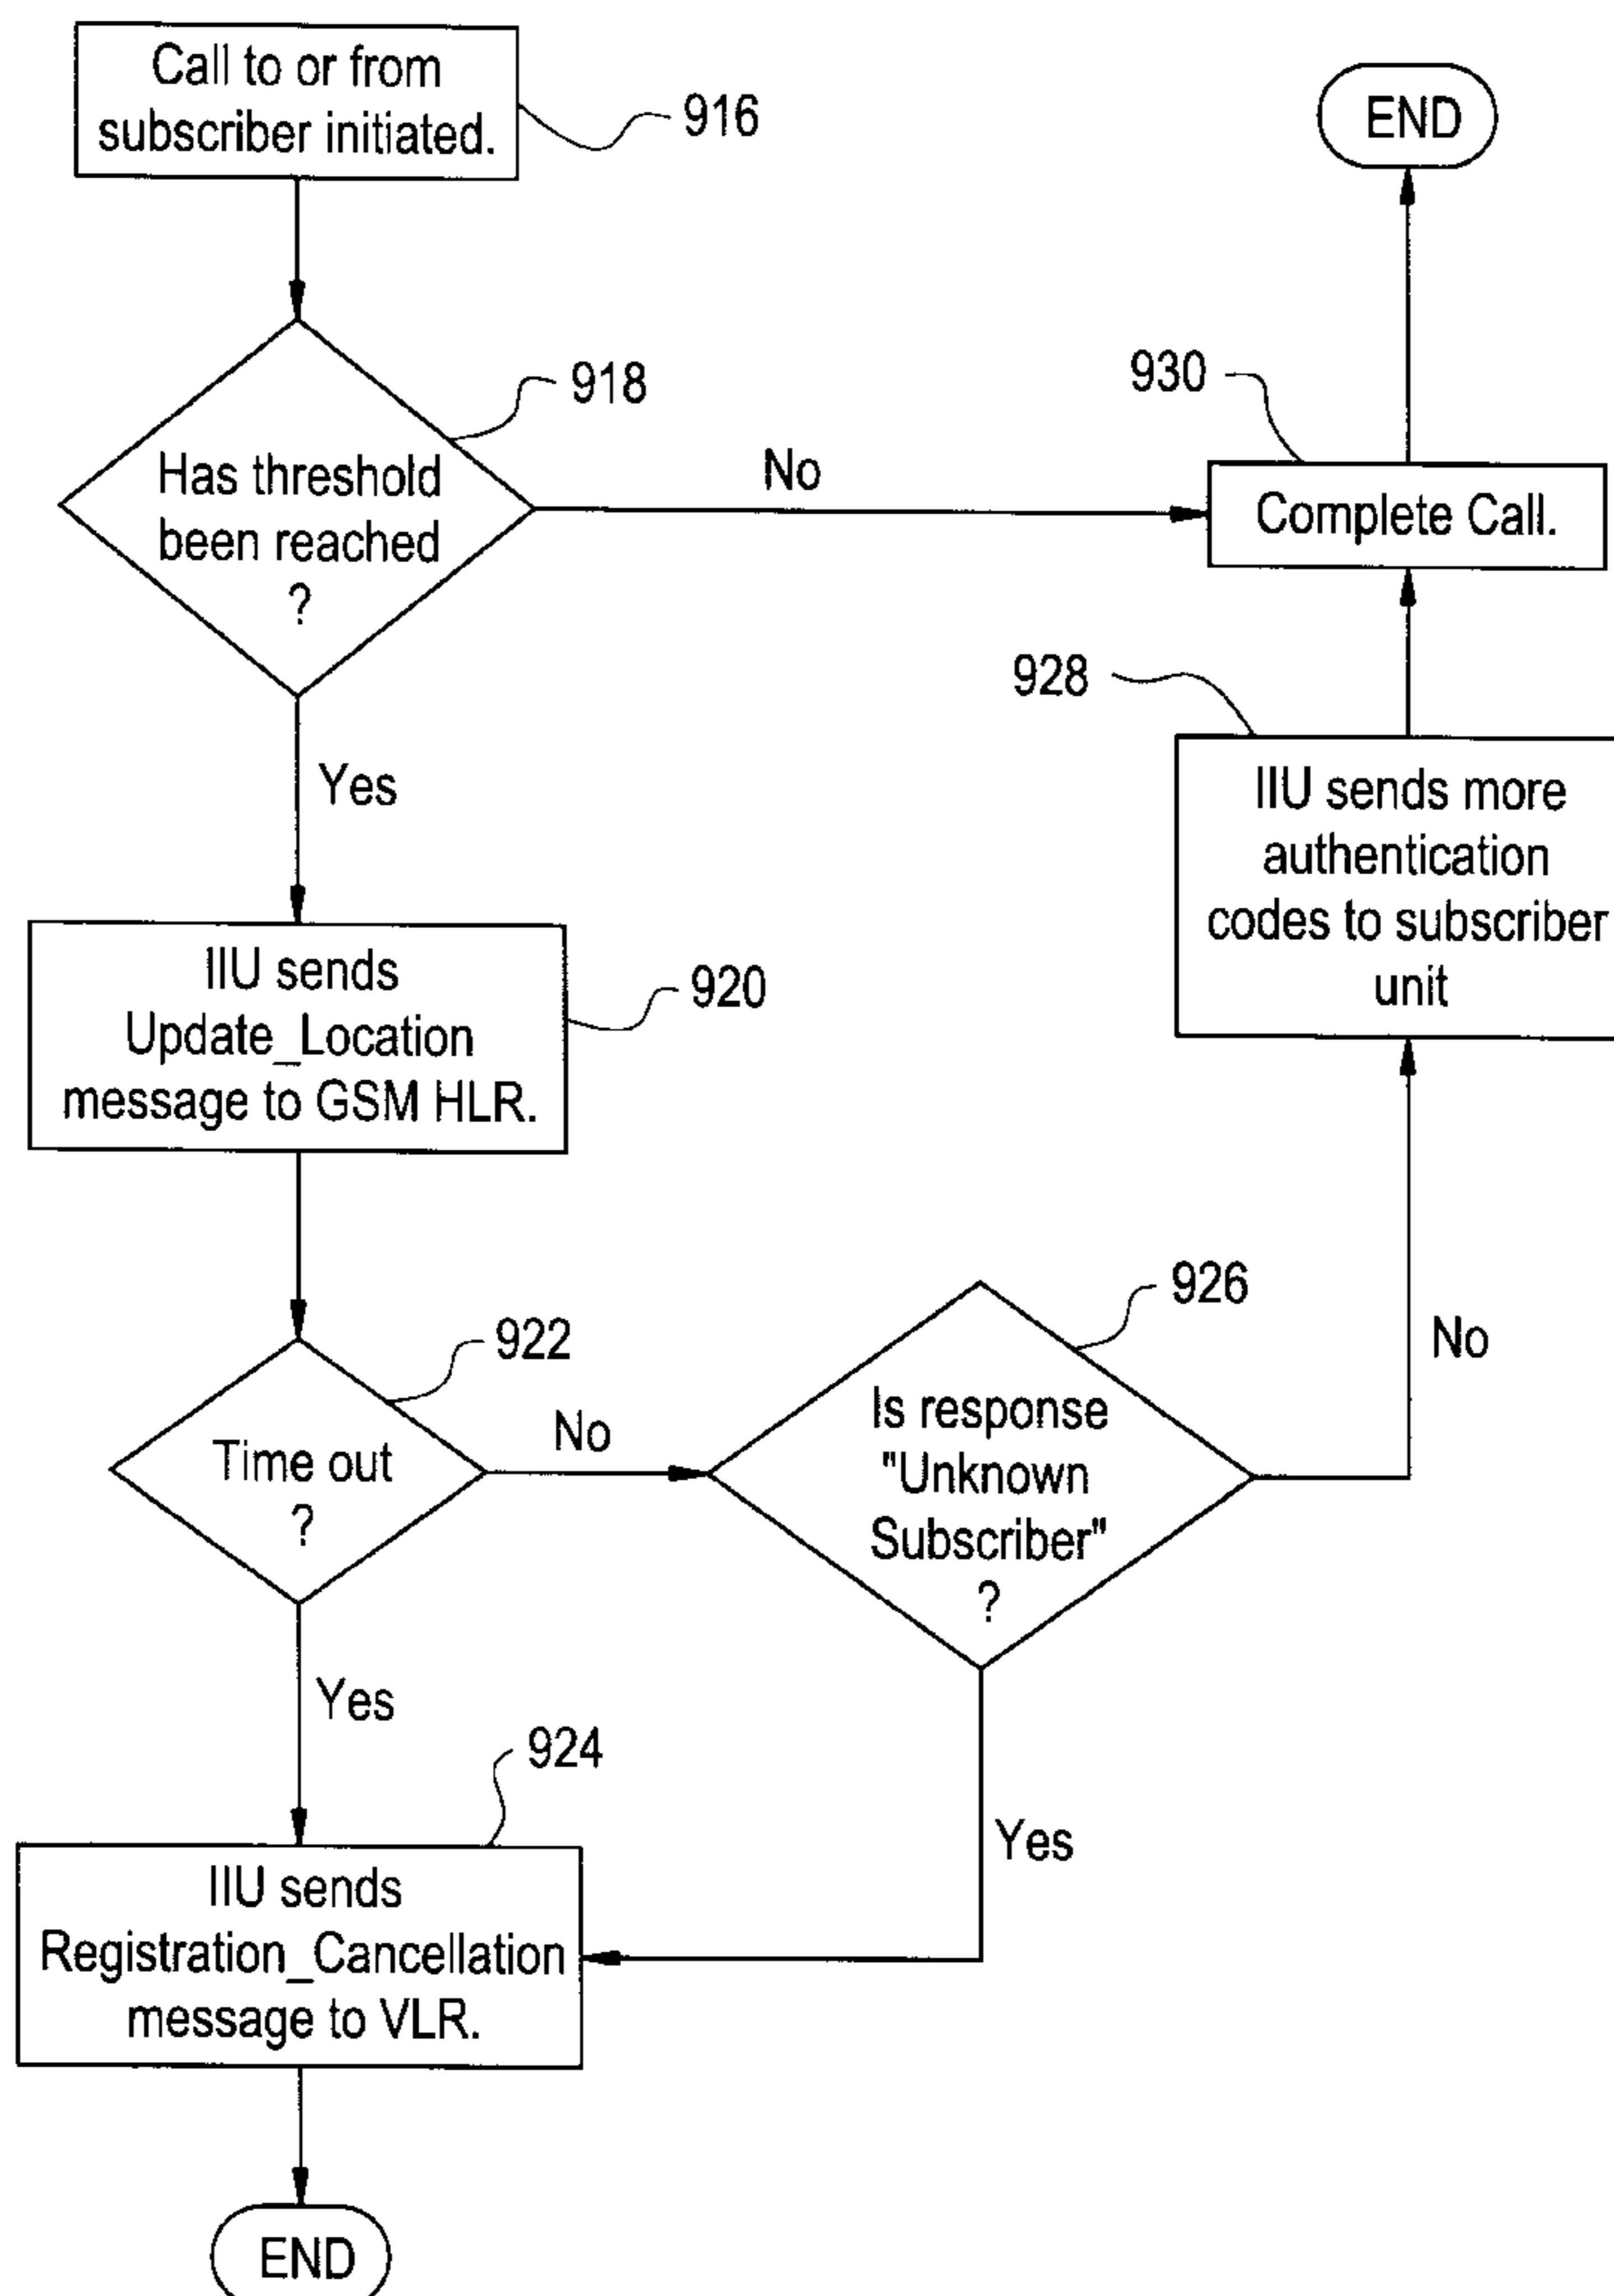 Call to or from
subscriber initiated.
916
END
918
Has threshold
been reached
?
No
930
Complete Call.
Yes
928
IIU sends more
authentication
codes to subscriber
unit
920
IIU sends
Update_Location
message to GSM HLR.
922
Time out
?
No
926
Is response
"Unknown
Subscriber"
?
No
Yes
924
Yes
IIU sends
Registration_Cancellation
message to VLR.
END